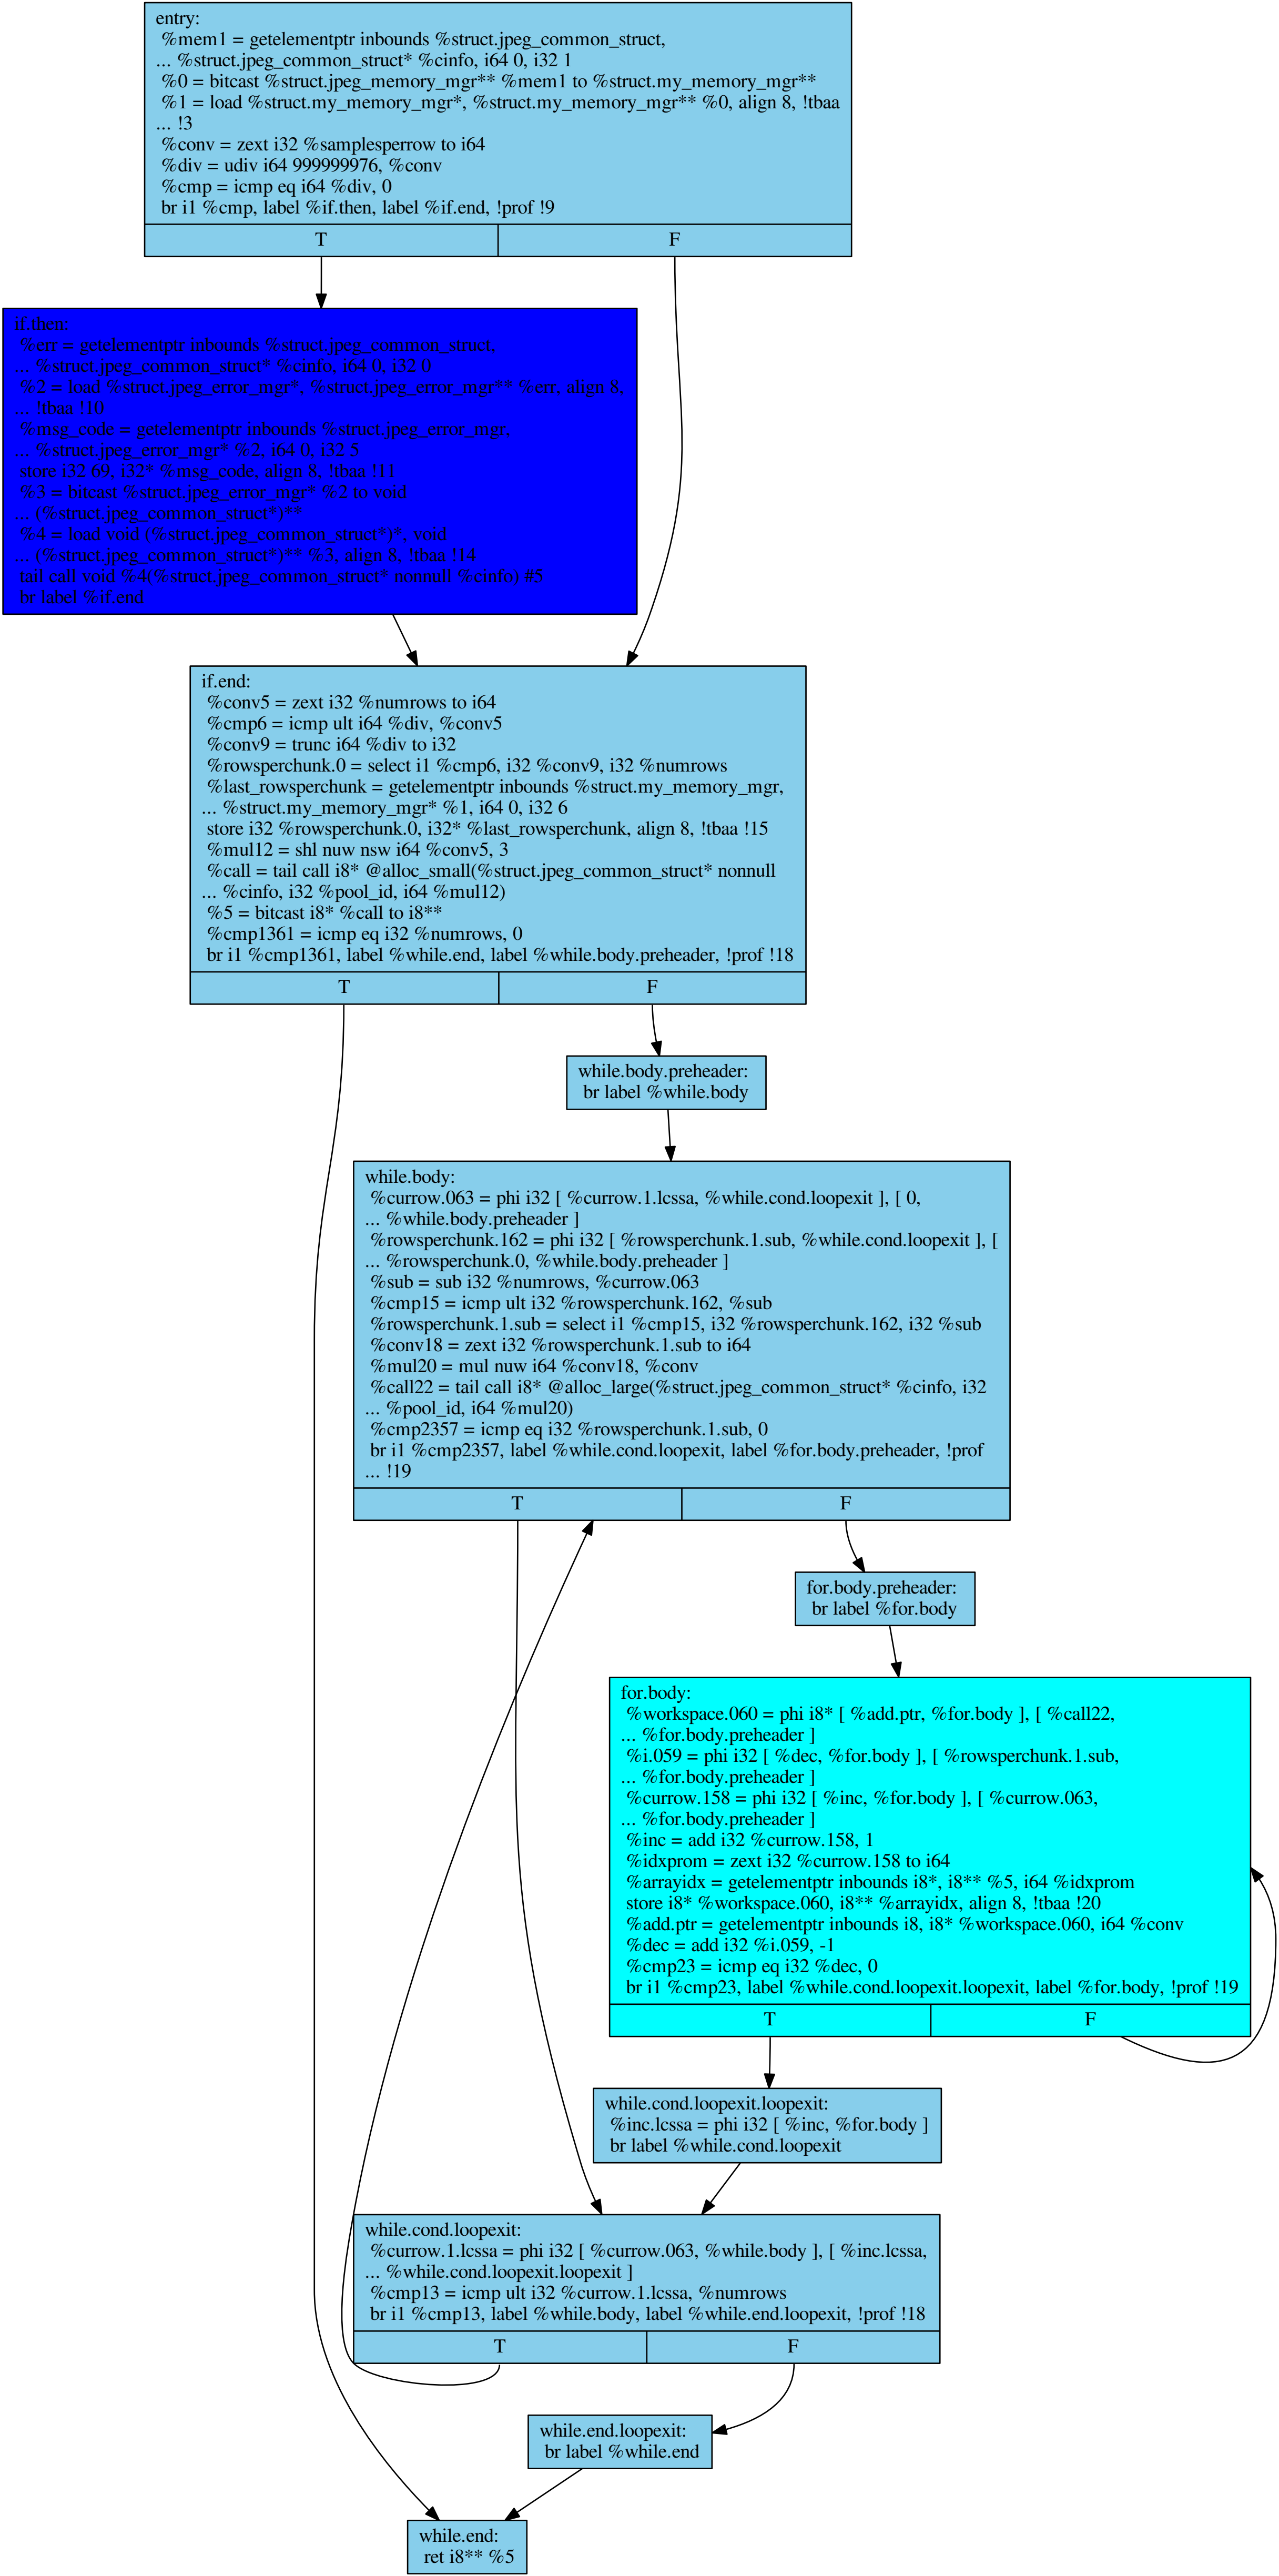 entry:
%mem1 = getelementptr inbounds %struct.jpeg_common_struct,
... %struct.jpeg_common_struct* %cinfo, i64 0, i32 1
%0 = bitcast %struct.jpeg_memory_mgr** %mem1 to %struct.my_memory_mgr**
%1 = load %struct.my_memory_mgr*, %struct.my_memory_mgr** %0, align 8, !tbaa
... !3
%conv = zext i32 %samplesperrow to i64
%div = udiv i64 999999976, %conv
%cmp = icmp eq i64 %div, 0
br i1 %cmp, label %if.then, label %if.end, !prof !9
T F
if.then:
%err = getelementptr inbounds %struct.jpeg_common_struct,
... %struct.jpeg_common_struct* %cinfo, i64 0, i32 0
%2 = load %struct.jpeg_error_mgr*, %struct.jpeg_error_mgr** %err, align 8,
... !tbaa !10
%msg_code = getelementptr inbounds %struct.jpeg_error_mgr,
... %struct.jpeg_error_mgr* %2, i64 0, i32 5
store i32 69, i32* %msg_code, align 8, !tbaa !11
%3 = bitcast %struct.jpeg_error_mgr* %2 to void
... (%struct.jpeg_common_struct*)**
%4 = load void (%struct.jpeg_common_struct*)*, void
... (%struct.jpeg_common_struct*)** %3, align 8, !tbaa !14
tail call void %4(%struct.jpeg_common_struct* nonnull %cinfo) #5
br label %if.end
if.end:
%conv5 = zext i32 %numrows to i64
%cmp6 = icmp ult i64 %div, %conv5
%conv9 = trunc i64 %div to i32
%rowsperchunk.0 = select i1 %cmp6, i32 %conv9, i32 %numrows
%last_rowsperchunk = getelementptr inbounds %struct.my_memory_mgr,
... %struct.my_memory_mgr* %1, i64 0, i32 6
store i32 %rowsperchunk.0, i32* %last_rowsperchunk, align 8, !tbaa !15
%mul12 = shl nuw nsw i64 %conv5, 3
%call = tail call i8* @alloc_small(%struct.jpeg_common_struct* nonnull
... %cinfo, i32 %pool_id, i64 %mul12)
%5 = bitcast i8* %call to i8**
%cmp1361 = icmp eq i32 %numrows, 0
br i1 %cmp1361, label %while.end, label %while.body.preheader, !prof !18
T F
while.body.preheader:
br label %while.body
while.body:
%currow.063 = phi i32 [ %currow.1.lcssa, %while.cond.loopexit ], [ 0,
... %while.body.preheader ]
%rowsperchunk.162 = phi i32 [ %rowsperchunk.1.sub, %while.cond.loopexit ], [
... %rowsperchunk.0, %while.body.preheader ]
%sub = sub i32 %numrows, %currow.063
%cmp15 = icmp ult i32 %rowsperchunk.162, %sub
%rowsperchunk.1.sub = select i1 %cmp15, i32 %rowsperchunk.162, i32 %sub
%conv18 = zext i32 %rowsperchunk.1.sub to i64
%mul20 = mul nuw i64 %conv18, %conv
%call22 = tail call i8* @alloc_large(%struct.jpeg_common_struct* %cinfo, i32
... %pool_id, i64 %mul20)
%cmp2357 = icmp eq i32 %rowsperchunk.1.sub, 0
br i1 %cmp2357, label %while.cond.loopexit, label %for.body.preheader, !prof
... !19
T F
for.body.preheader:
br label %for.body
for.body:
%workspace.060 = phi i8* [ %add.ptr, %for.body ], [ %call22,
... %for.body.preheader ]
%i.059 = phi i32 [ %dec, %for.body ], [ %rowsperchunk.1.sub,
... %for.body.preheader ]
%currow.158 = phi i32 [ %inc, %for.body ], [ %currow.063,
... %for.body.preheader ]
%inc = add i32 %currow.158, 1
%idxprom = zext i32 %currow.158 to i64
%arrayidx = getelementptr inbounds i8*, i8** %5, i64 %idxprom
store i8* %workspace.060, i8** %arrayidx, align 8, !tbaa !20
%add.ptr = getelementptr inbounds i8, i8* %workspace.060, i64 %conv
%dec = add i32 %i.059, -1
%cmp23 = icmp eq i32 %dec, 0
br i1 %cmp23, label %while.cond.loopexit.loopexit, label %for.body, !prof !19
T F
while.cond.loopexit.loopexit:
%inc.lcssa = phi i32 [ %inc, %for.body ]
br label %while.cond.loopexit
while.cond.loopexit:
%currow.1.lcssa = phi i32 [ %currow.063, %while.body ], [ %inc.lcssa,
... %while.cond.loopexit.loopexit ]
%cmp13 = icmp ult i32 %currow.1.lcssa, %numrows
br i1 %cmp13, label %while.body, label %while.end.loopexit, !prof !18
T F
while.end.loopexit:
br label %while.end
while.end:
ret i8** %5